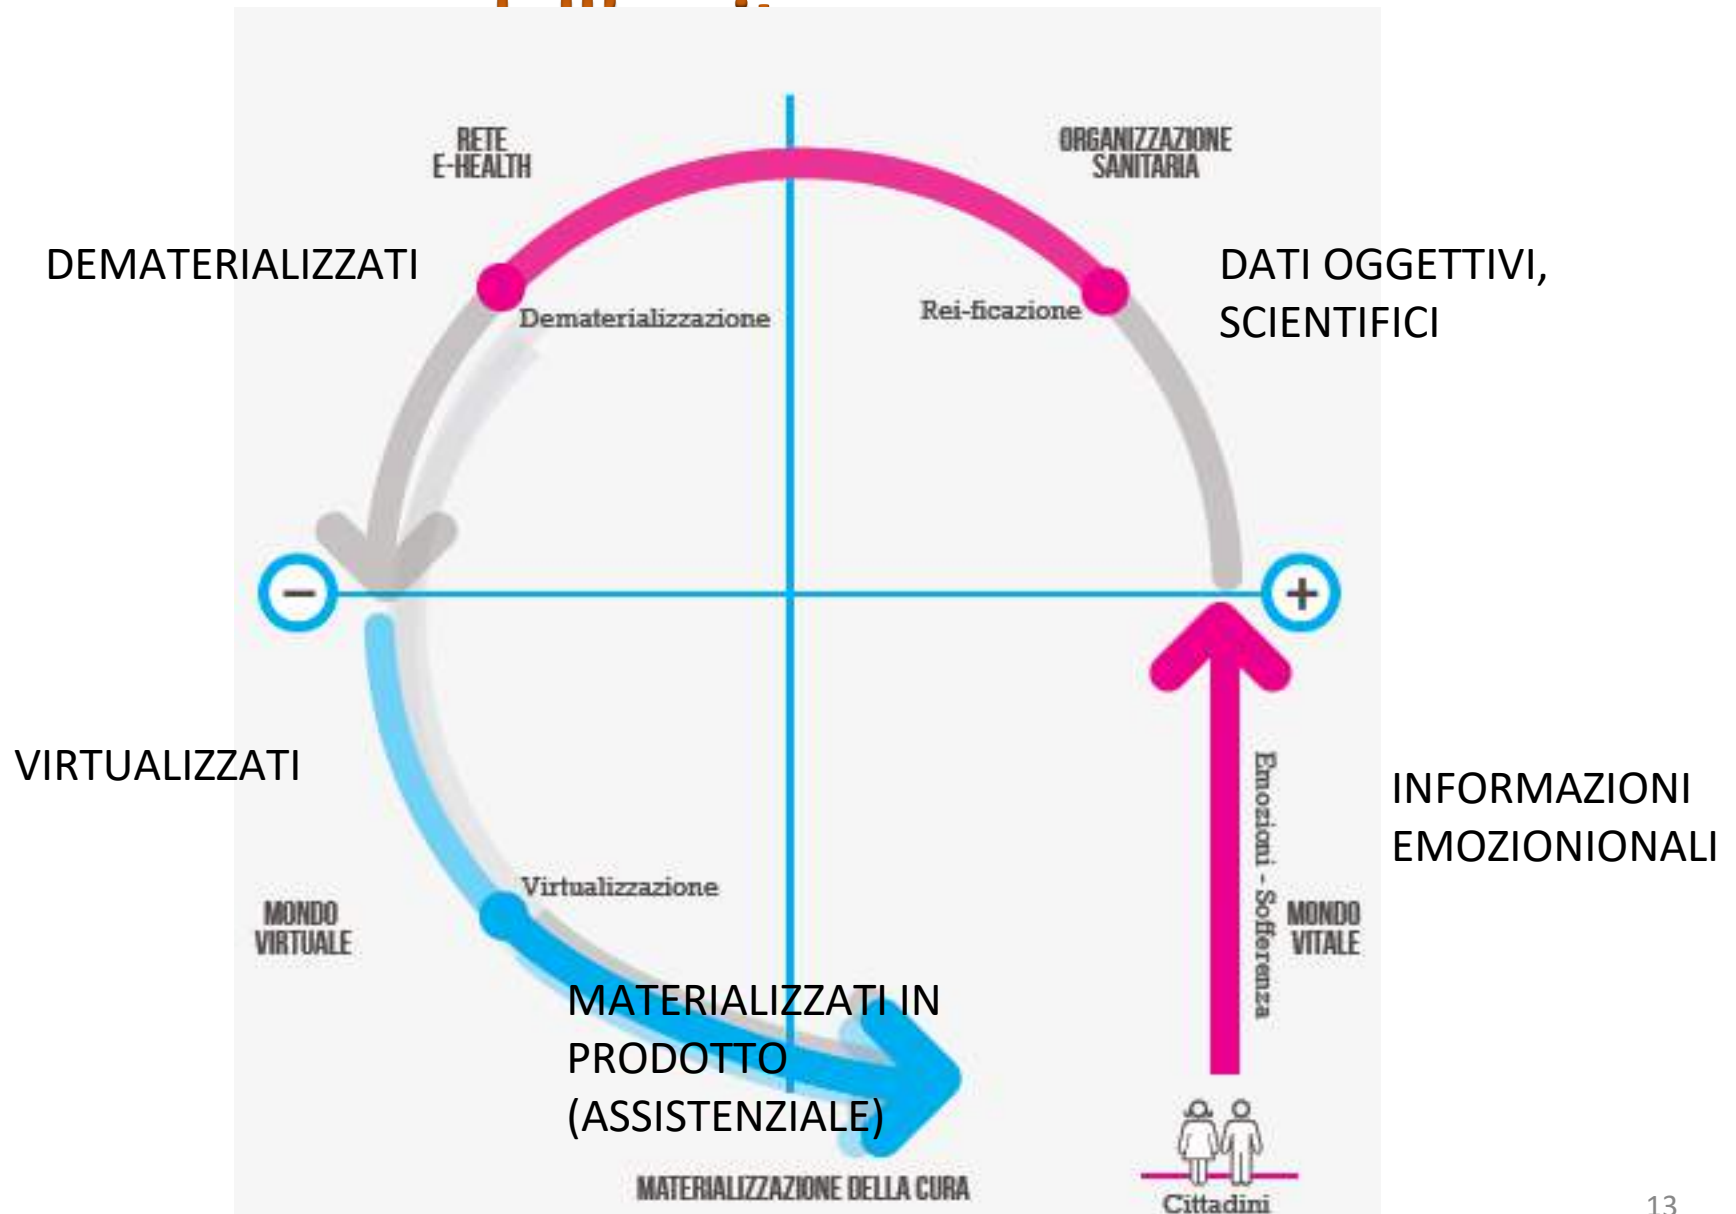 RETE
E-HEALTH
ORGANIZZAZIONE
SANITARIA
DEMATERIALIZZATI
DATI OGGETTIVI,
SCIENTIFICI
Dematerializzazione
Rei-ficazione
−
+
VIRTUALIZZATI
INFORMAZIONI
EMOZIONIONALI
Emozioni - Sofferenza
Virtualizzazione
MONDO
VIRTUALE
MONDO
VITALE
MATERIALIZZATI IN
PRODOTTO
(ASSISTENZIALE)
MATERIALIZZAZIONE DELLA CURA
Cittadini
13